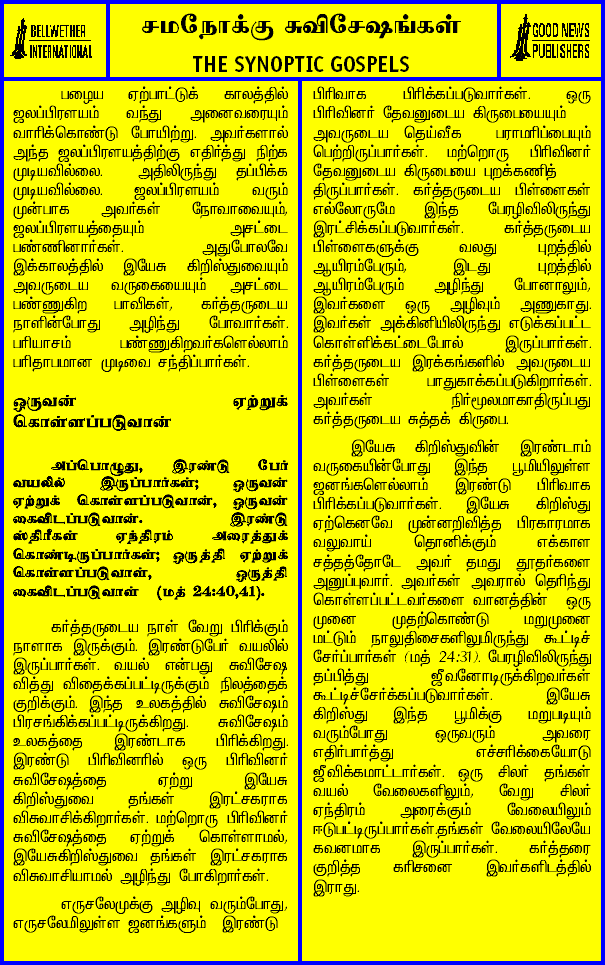 BELLWETHER
INTERNATIONAL
சமநோக்கு சுவிசேஷங்கள்
THE SYNOPTIC GOSPELS
GOOD NEWS
PUBLISHERS
பழைய ஏற்பாட்டுக் காலத்தில்
ஜலப்பிரளயம் வந்து அனைவரையும்
வாரிக்கொண்டு போயிற்று. அவர்களால்
அந்த ஜலப்பிரளயத்திற்கு எதிர்த்து நிற்க
முடியவில்லை. அதிலிருந்து தப்பிக்க
முடியவில்லை. ஜலப்பிரளயம் வரும்
முன்பாக அவர்கள் நோவாவையும்,
ஜலப்பிரளயத்தையும் அசட்டை
பண்ணினார்கள். அதுபோலவே
இக்காலத்தில் இயேசு கிறிஸ்துவையும்
அவருடைய வருகையையும் அசட்டை
பண்ணுகிற பாவிகள், கர்த்தருடைய
நாளின்போது அழிந்து போவார்கள்.
பரியாசம் பண்ணுகிறவர்களெல்லாம்
பரிதாபமான முடிவை சந்திப்பார்கள்.
ஒருவன் ஏற்றுக்
கொள்ளப்படுவான்
அப்பொழுது, இரண்டு பேர்
வயலில் இருப்பார்கள்; ஒருவன்
ஏற்றுக் கொள்ளப்படுவான், ஒருவன்
கைவிடப்படுவான். இரண்டு
ஸ்திரீகள் ஏந்திரம் அரைத்துக்
கொண்டிருப்பார்கள்; ஒருத்தி ஏற்றுக்
கொள்ளப்படுவாள், ஒருத்தி
கைவிடப்படுவாள் (மத் 24:40,41).
கர்த்தருடைய நாள் வேறு பிரிக்கும்
நாளாக இருக்கும். இரண்டுபேர் வயலில்
இருப்பார்கள். வயல் என்பது சுவிசேஷ
வித்து விதைக்கப்பட்டிருக்கும் நிலத்தைக்
குறிக்கும். இந்த உலகத்தில் சுவிசேஷம்
பிரசங்கிக்கப்பட்டிருக்கிறது. சுவிசேஷம்
உலகத்தை இரண்டாக பிரிக்கிறது.
இரண்டு பிரிவினரில் ஒரு பிரிவினர்
சுவிசேஷத்தை ஏற்று இயேசு
கிறிஸ்துவை தங்கள் இரட்சகராக
விசுவாசிக்கிறார்கள். மற்றொரு பிரிவினர்
சுவிசேஷத்தை ஏற்றுக் கொள்ளாமல்,
இயேசுகிறிஸ்துவை தங்கள் இரட்சகராக
விசுவாசியாமல் அழிந்து போகிறார்கள்.
எருசலேமுக்கு அழிவு வரும்போது,
எருசலேமிலுள்ள ஜனங்களும் இரண்டு
பிரிவாக பிரிக்கப்படுவார்கள். ஒரு
பிரிவினர் தேவனுடைய கிருபையையும்
அவருடைய தெய்வீக பராமரிப்பையும்
பெற்றிருப்பார்கள். மற்றொரு பிரிவினர்
தேவனுடைய கிருபையை புறக்கணித்
திருப்பார்கள். கர்த்தருடைய பிள்ளைகள்
எல்லோருமே இந்த பேரழிவிலிருந்து
இரட்சிக்கப்படுவார்கள். கர்த்தருடைய
பிள்ளைகளுக்கு வலது புறத்தில்
ஆயிரம்பேரும், இடது புறத்தில்
ஆயிரம்பேரும் அழிந்து போனாலும்,
இவர்களை ஒரு அழிவும் அணுகாது.
இவர்கள் அக்கினியிலிருந்து எடுக்கப்பட்ட
கொள்ளிக்கட்டைபோல் இருப்பார்கள்.
கர்த்தருடைய இரக்கங்களில் அவருடைய
பிள்ளைகள் பாதுகாக்கப்படுகிறார்கள்.
அவர்கள் நிர்மூலமாகாதிருப்பது
கர்த்தருடைய சுத்தக் கிருபை.
இயேசு கிறிஸ்துவின் இரண்டாம்
வருகையின்போது இந்த பூமியிலுள்ள
ஜனங்களெல்லாம் இரண்டு பிரிவாக
பிரிக்கப்படுவார்கள். இயேசு கிறிஸ்து
ஏற்கெனவே முன்னறிவித்த பிரகாரமாக
வலுவாய் தொனிக்கும் எக்காள
சத்தத்தோடே அவர் தமது தூதர்களை
அனுப்புவார். அவர்கள் அவரால் தெரிந்து
கொள்ளப்பட்டவர்களை வானத்தின் ஒரு
முனை முதற்கொண்டு மறுமுனை
மட்டும் நாலுதிசைகளிலுமிருந்து கூட்டிச்
சேர்ப்பார்கள் (மத் 24:31). பேரழிவிலிருந்து
தப்பித்து ஜீவனோடிருக்கிறவர்கள்
கூட்டிச்சேர்க்கப்படுவார்கள். இயேசு
கிறிஸ்து இந்த பூமிக்கு மறுபடியும்
வரும்போது ஒருவரும் அவரை
எதிர்பார்த்து எச்சரிக்கையோடு
ஜீவிக்கமாட்டார்கள். ஒரு சிலர் தங்கள்
வயல் வேலைகளிலும், வேறு சிலர்
ஏந்திரம் அரைக்கும் வேலையிலும்
ஈடுபட்டிருப்பார்கள்.தங்கள் வேலையிலேயே
கவனமாக இருப்பார்கள். கர்த்தரை
குறித்த கரிசனை இவர்களிடத்தில்
இராது.